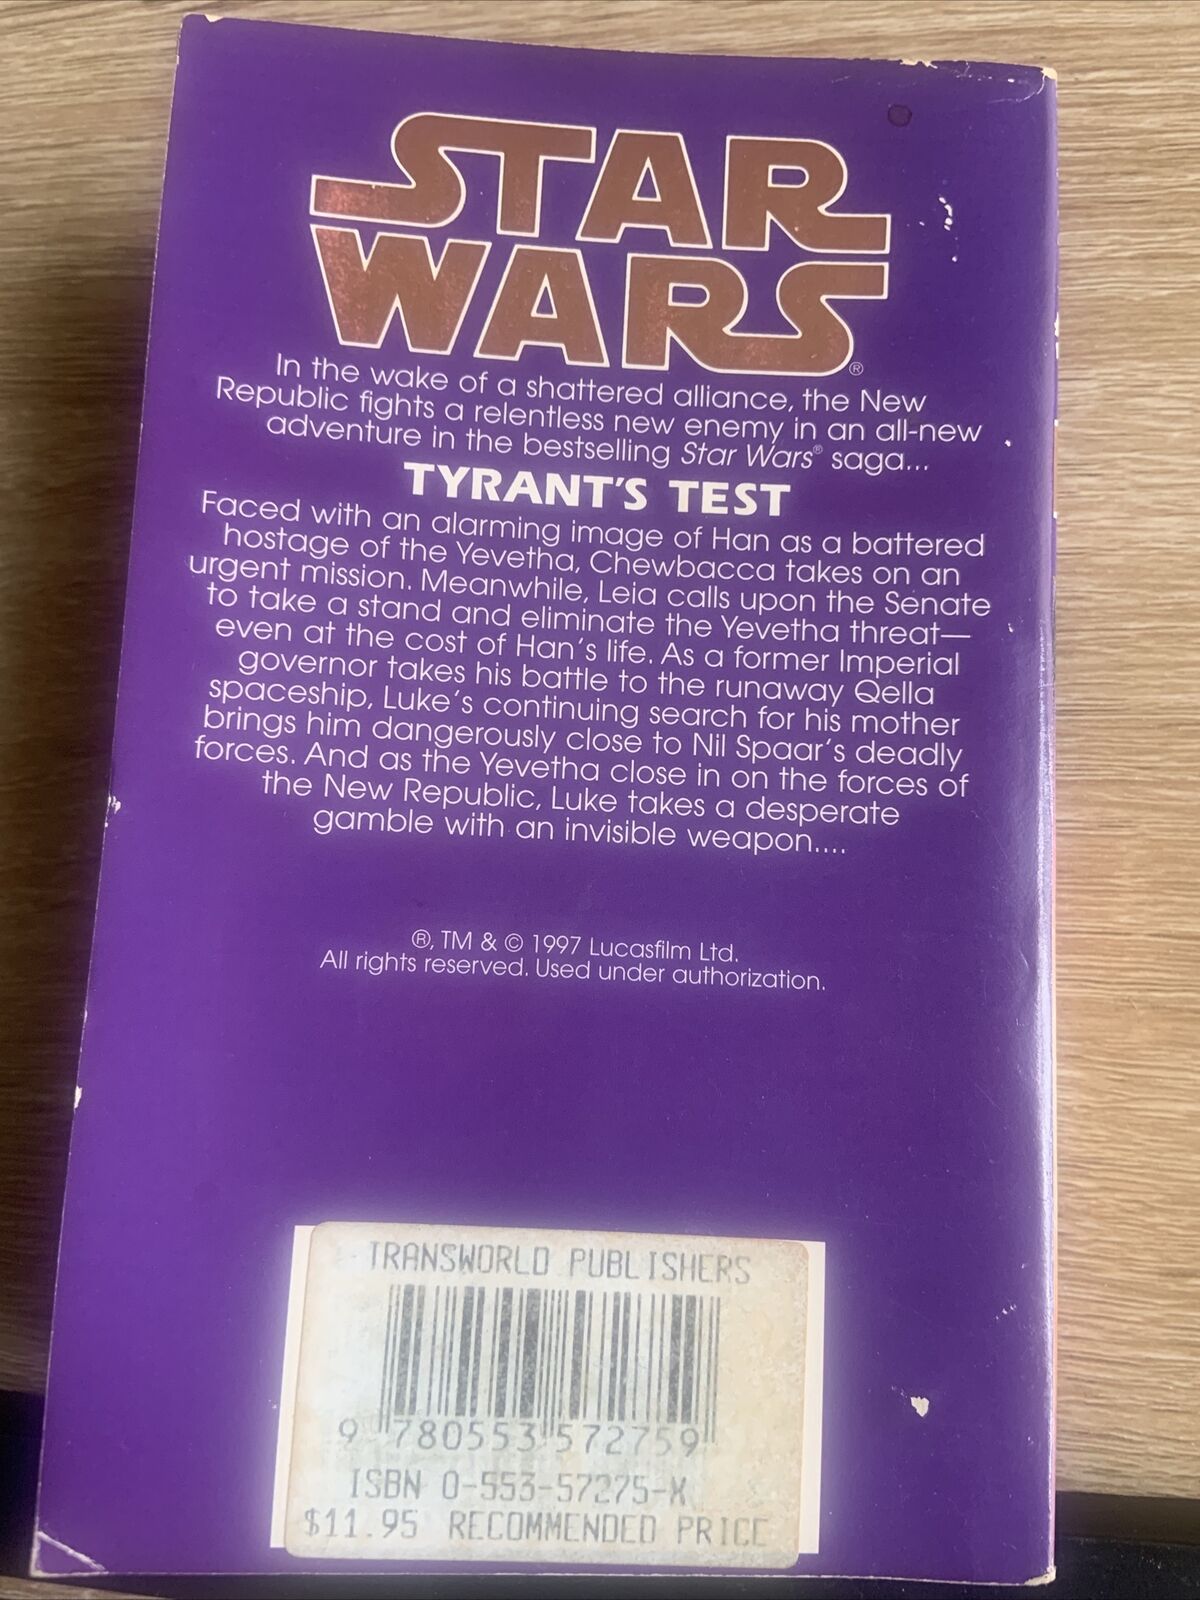 STAR
WARS®
In the wake of a shattered alliance, the New
Republic fights a relentless new enemy in an all-new
adventure in the bestselling Star Wars® saga...
TYRANT'S TEST
Faced with an alarming image of Han as a battered
hostage of the Yevetha, Chewbacca takes on an
urgent mission. Meanwhile, Leia calls upon the Senate
to take a stand and eliminate the Yevetha threat—
even at the cost of Han's life. As a former Imperial
governor takes his battle to the runaway Qella
spaceship, Luke's continuing search for his mother
brings him dangerously close to Nil Spaar's deadly
forces. And as the Yevetha close in on the forces of
the New Republic, Luke takes a desperate
gamble with an invisible weapon....
®, TM & © 1997 Lucasfilm Ltd.
All rights reserved. Used under authorization.
TRANSWORLD PUBLISHERS
9 780553 572759
ISBN 0-553-57275-X
$11.95 RECOMMENDED PRICE